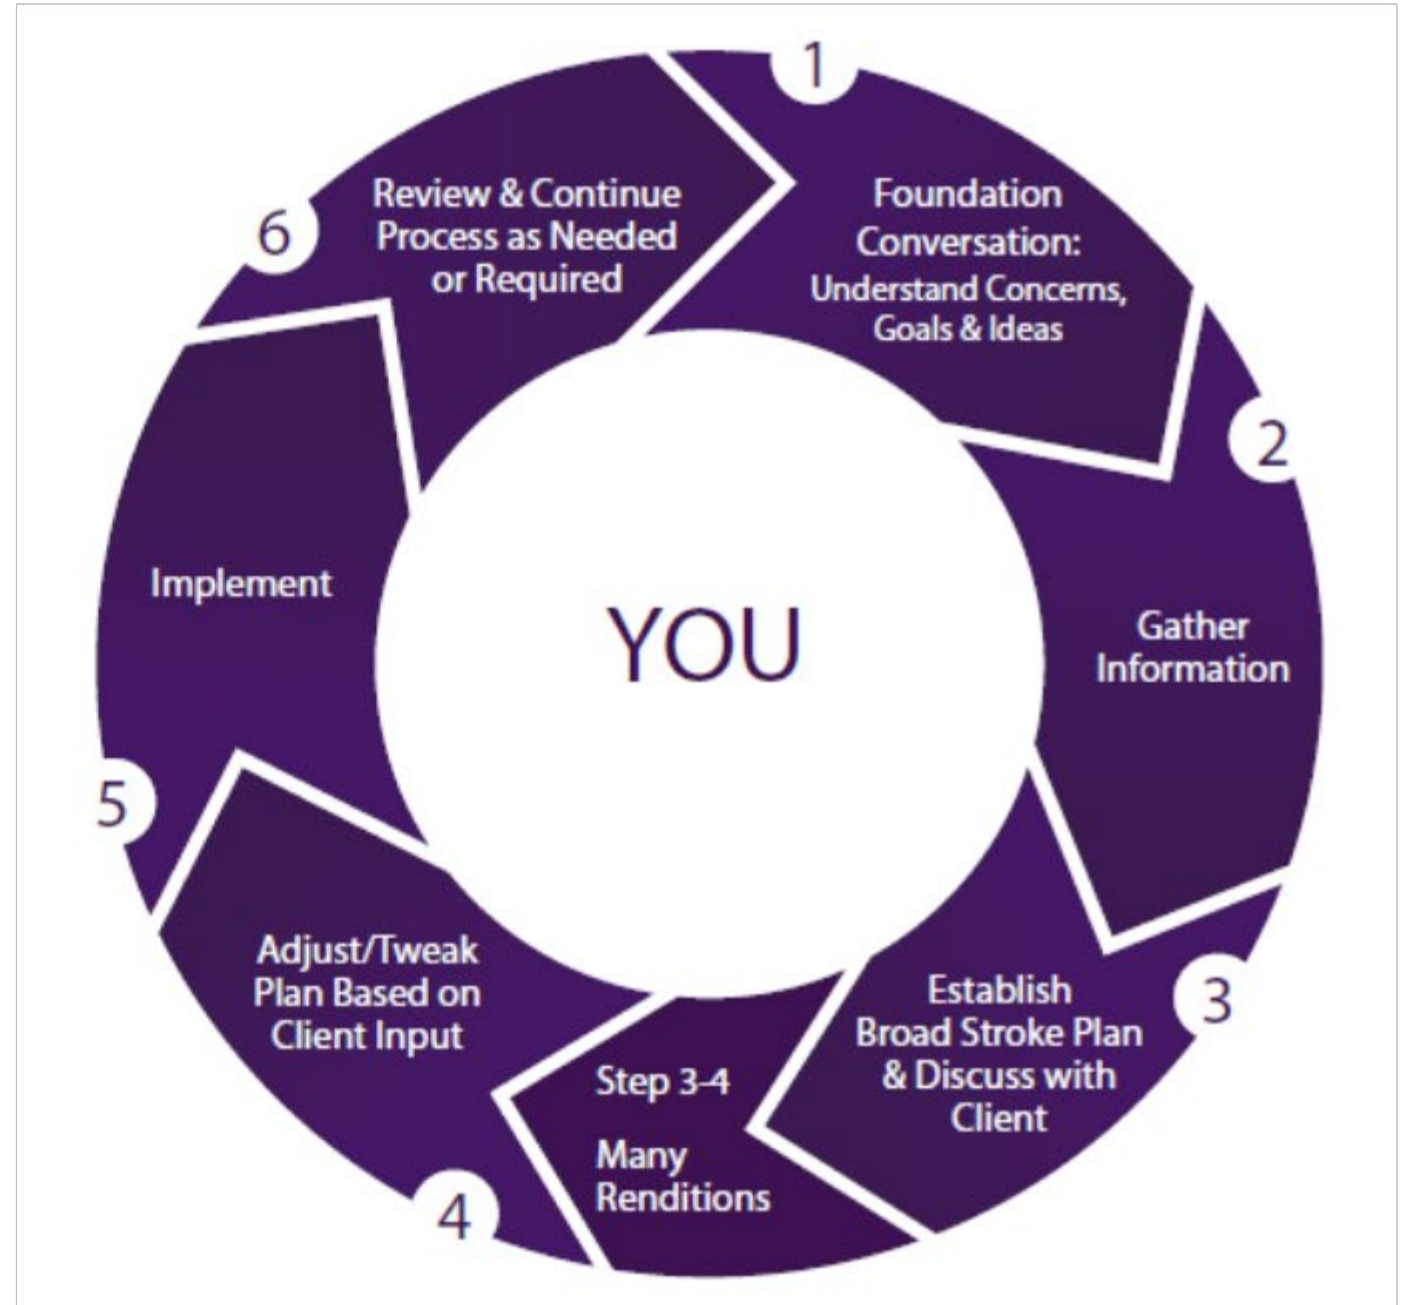 1
Foundation
Conversation:
Understand Concerns,
Goals & Ideas
2
Gather
Information
3
Establish
Broad Stroke Plan
& Discuss with
Client
Step 3-4
Many
Renditions
4
Adjust/Tweak
Plan Based on
Client Input
5
Implement
6
Review & Continue
Process as Needed
or Required
YOU